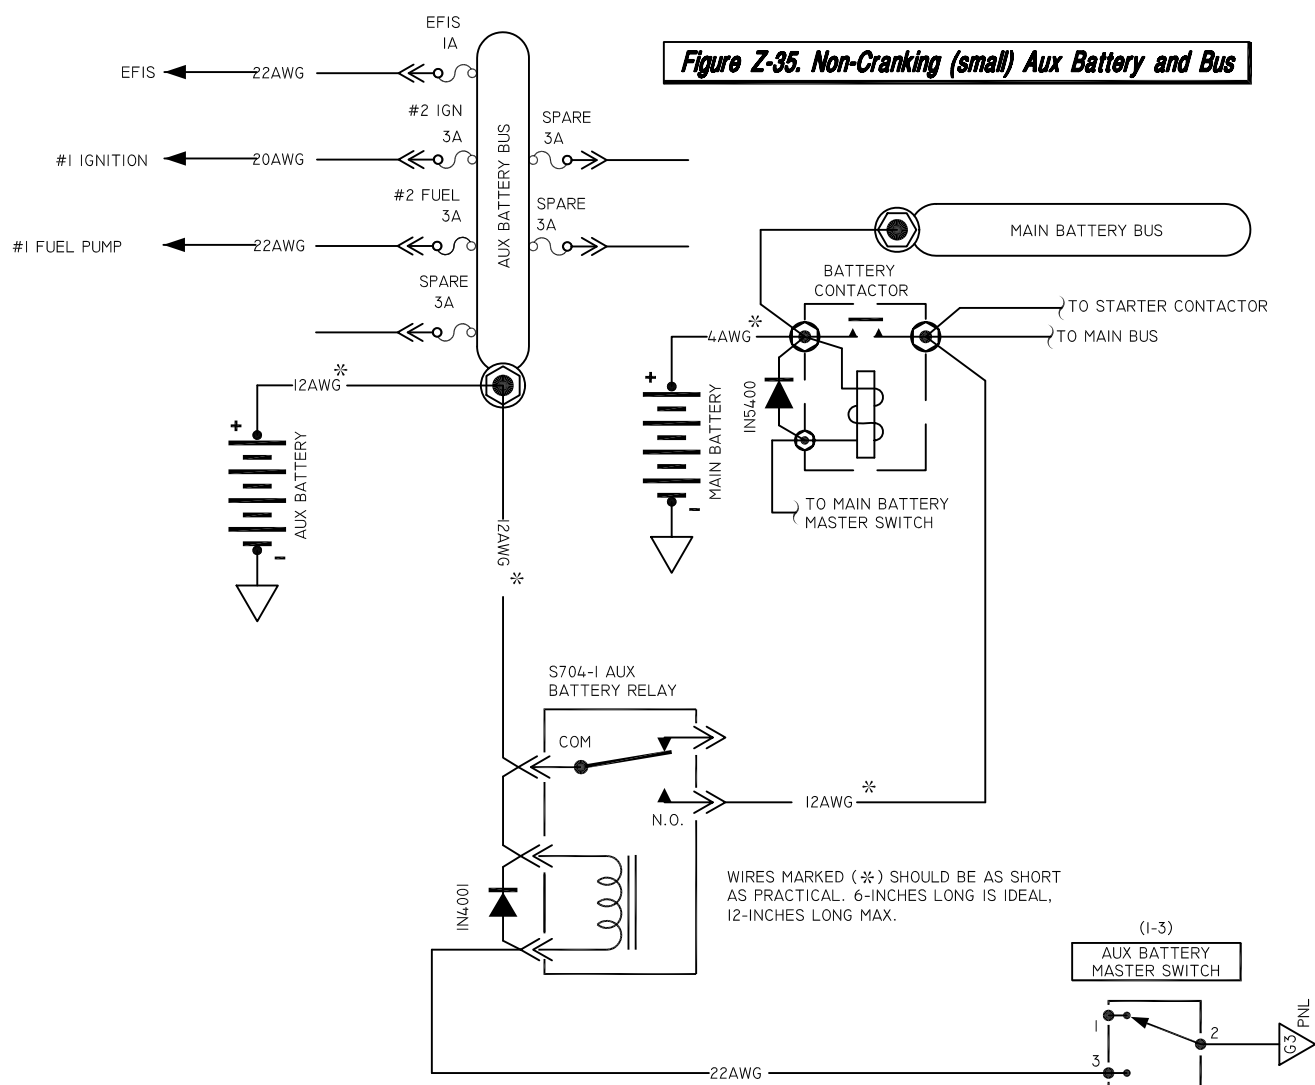 Figure Z-35. Non-Cranking (small) Aux Battery and Bus
EFIS
1A
EFIS
22AWG
#2 IGN
3A
#1 IGNITION
20AWG
#2 FUEL
3A
#1 FUEL PUMP
22AWG
SPARE
3A
AUX BATTERY BUS
SPARE
3A
SPARE
3A
12AWG *
+
AUX BATTERY
-
12AWG
*
MAIN BATTERY BUS
BATTERY
CONTACTOR
TO STARTER CONTACTOR
TO MAIN BUS
4AWG *
+
MAIN BATTERY
-
1N5400
TO MAIN BATTERY
MASTER SWITCH
S704-1 AUX
BATTERY RELAY
COM
N.O.
12AWG *
1N4001
WIRES MARKED (*) SHOULD BE AS SHORT
AS PRACTICAL. 6-INCHES LONG IS IDEAL,
12-INCHES LONG MAX.
(1-3)
AUX BATTERY
MASTER SWITCH
1
2
3
G3
PNL
22AWG